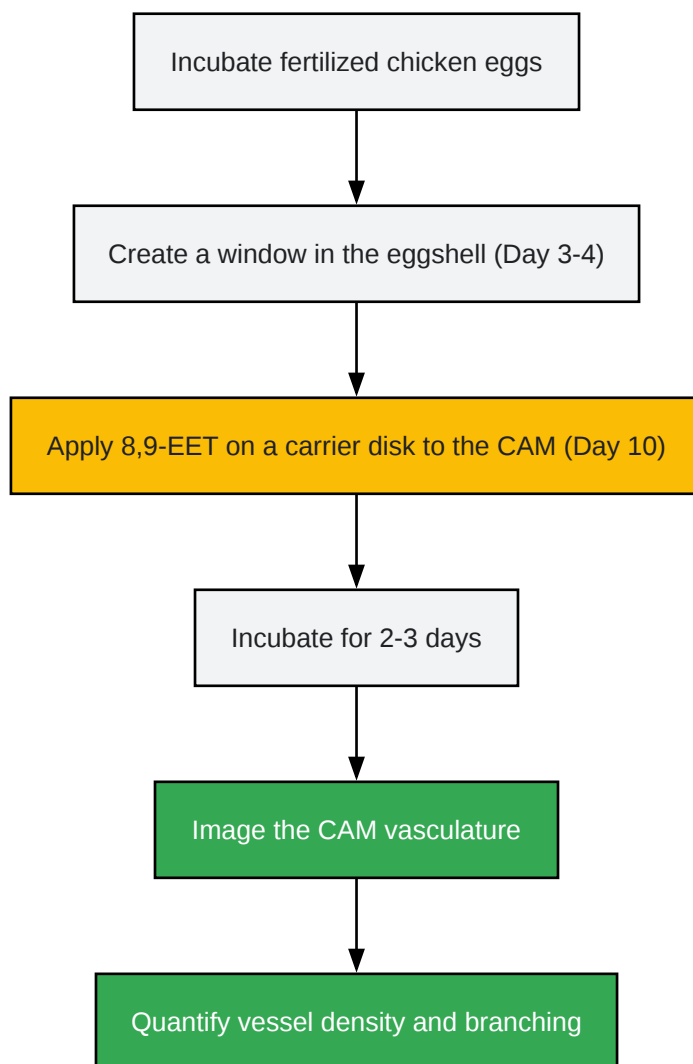 Incubate fertilized chicken eggs
Create a window in the eggshell (Day 3-4)
Apply 8,9-EET on a carrier disk to the CAM (Day 10)
Incubate for 2-3 days
Image the CAM vasculature
Quantify vessel density and branching